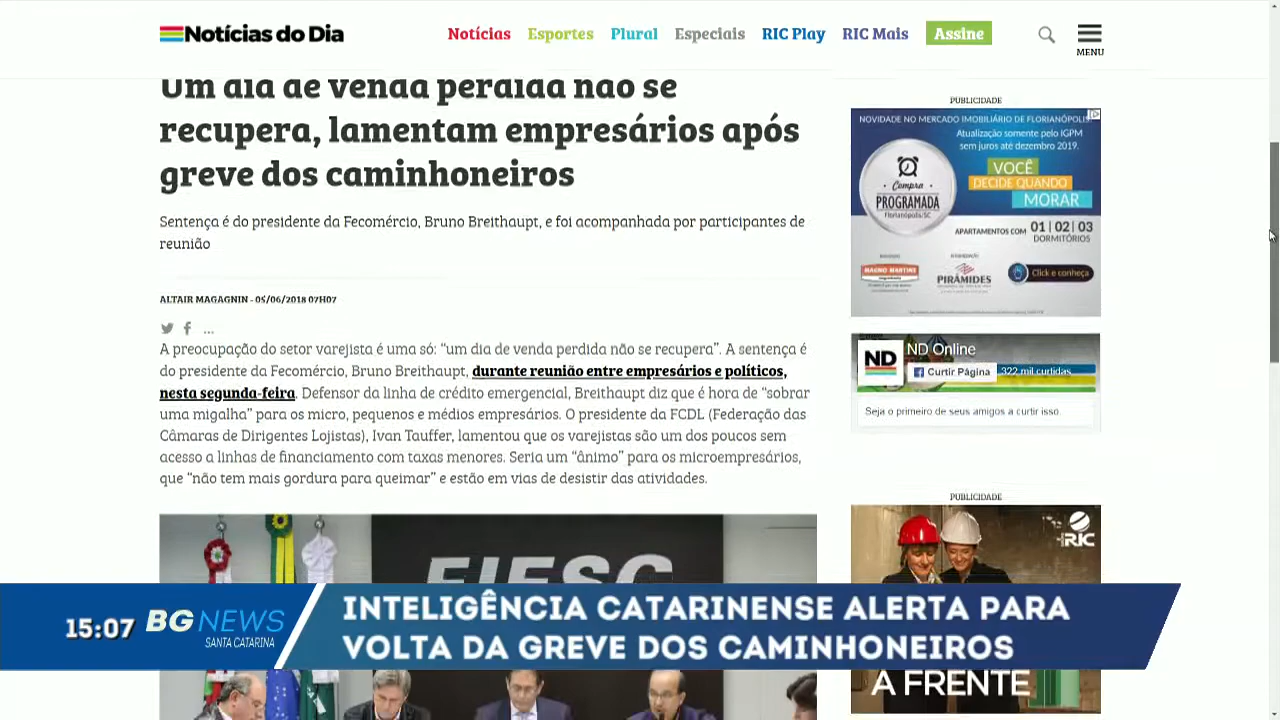 Notícias do Dia
Notícias Esportes Plural Especiais RIC Play RIC Mais Assine
MENU
Um dia de venda perdida não se
recupera, lamentam empresários após
greve dos caminhoneiros
Sentença é do presidente da Fecomércio, Bruno Breithaupt, e foi acompanhada por participantes de
reunião
ALTAIR MAGAGNIN - 05/06/2018 07H07
...
A preocupação do setor varejista é uma só: “um dia de venda perdida não se recupera”. A sentença é
do presidente da Fecomércio, Bruno Breithaupt, durante reunião entre empresários e políticos,
nesta segunda-feira. Defensor da linha de crédito emergencial, Breithaupt diz que é hora de “sobrar
uma migalha” para os micro, pequenos e médios empresários. O presidente da FCDL (Federação das
Câmaras de Dirigentes Lojistas), Ivan Tauffer, lamentou que os varejistas são um dos poucos sem
acesso a linhas de financiamento com taxas menores. Seria um “ânimo” para os microempresários,
que “não tem mais gordura para queimar” e estão em vias de desistir das atividades.
FIESC
PUBLICIDADE
NOVIDADE NO MERCADO IMOBILIÁRIO DE FLORIANÓPOLIS.
Atualização somente pelo IGPM
sem juros até dezembro 2019.
Compra
PROGRAMADA
Florianópolis/SC
VOCÊ
DECIDE QUANDO
MORAR
APARTAMENTOS COM 01 | 02 | 03
DORMITÓRIOS
MAGNO MARTINS
PIRÂMIDES
Click e conheça
ND
ND Online
Curtir Página
322 mil curtidas
Seja o primeiro de seus amigos a curtir isso.
PUBLICIDADE
RIC
A FRENTE
15:07
BG NEWS
SANTA CATARINA
INTELIGÊNCIA CATARINENSE ALERTA PARA
VOLTA DA GREVE DOS CAMINHONEIROS